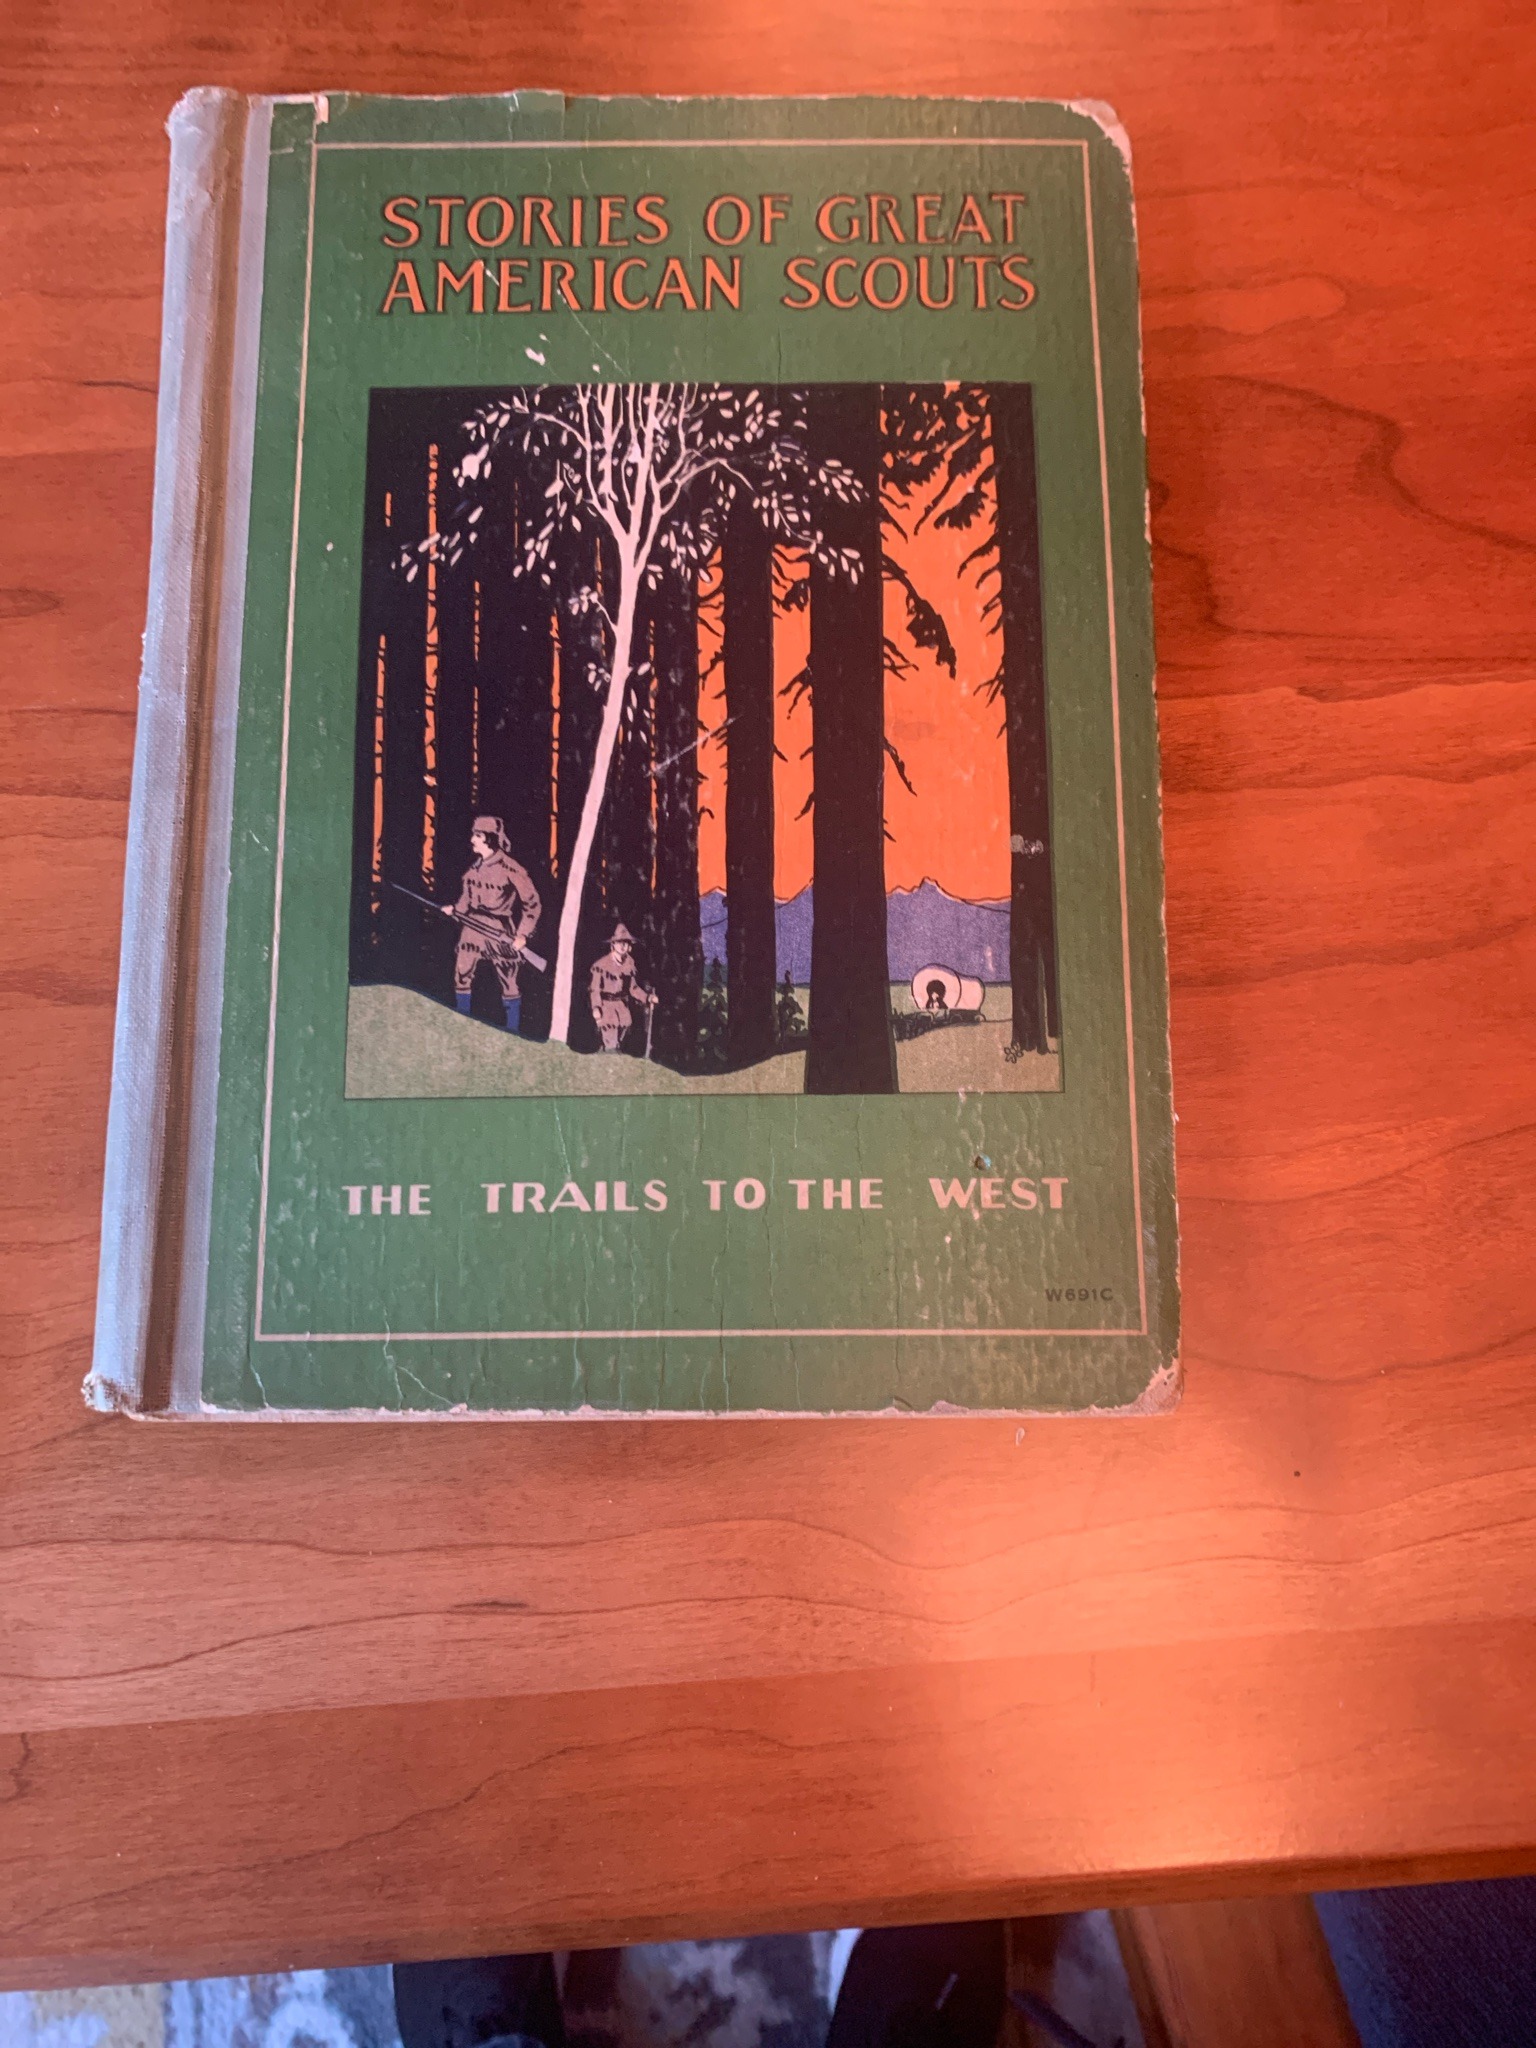 STORIES OF GREAT
AMERICAN SCOUTS
THE TRAILS TO THE WEST
W691C